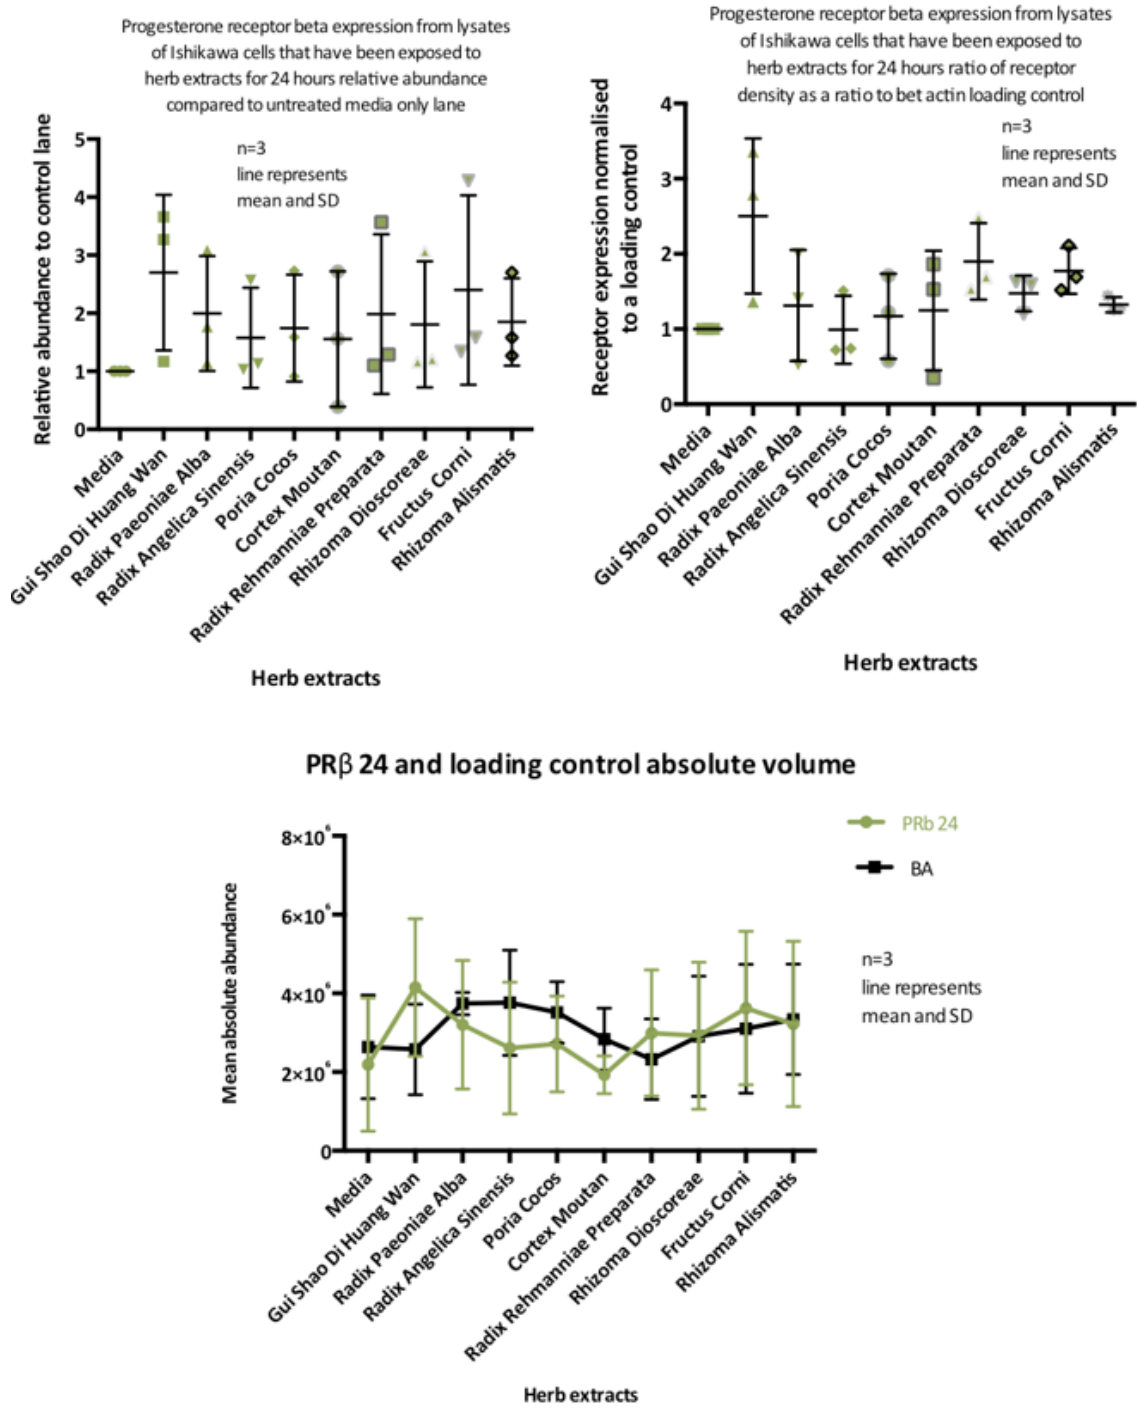 Progesterone receptor beta expression from lysates
of Ishikawa cells that have been exposed to
herb extracts for 24 hours relative abundance
compared to untreated media only lane
Relative abundance to control lane
5
4
3
2
1
0
n=3
line represents
mean and SD
Media
Gui Shao Di Huang Wan
Radix Paeoniae Alba
Radix Angelica Sinensis
Poria Cocos
Cortex Moutan
Radix Rehmanniae Preparata
Rhizoma Dioscoreae
Fructus Corni
Rhizoma Alismatis
Herb extracts
Progesterone receptor beta expression from lysates
of Ishikawa cells that have been exposed to
herb extracts for 24 hours ratio of receptor
density as a ratio to bet actin loading control
Receptor expression normalised
to a loading control
4
3
2
1
0
n=3
line represents
mean and SD
Media
Gui Shao Di Huang Wan
Radix Paeoniae Alba
Radix Angelica Sinensis
Poria Cocos
Cortex Moutan
Radix Rehmanniae Preparata
Rhizoma Dioscoreae
Fructus Corni
Rhizoma Alismatis
Herb extracts
PRβ 24 and loading control absolute volume
Mean absolute abundance
8×10⁶
6×10⁶
4×10⁶
2×10⁶
0
PRb 24
BA
n=3
line represents
mean and SD
Media
Gui Shao Di Huang Wan
Radix Paeoniae Alba
Radix Angelica Sinensis
Poria Cocos
Cortex Moutan
Radix Rehmanniae Preparata
Rhizoma Dioscoreae
Fructus Corni
Rhizoma Alismatis
Herb extracts